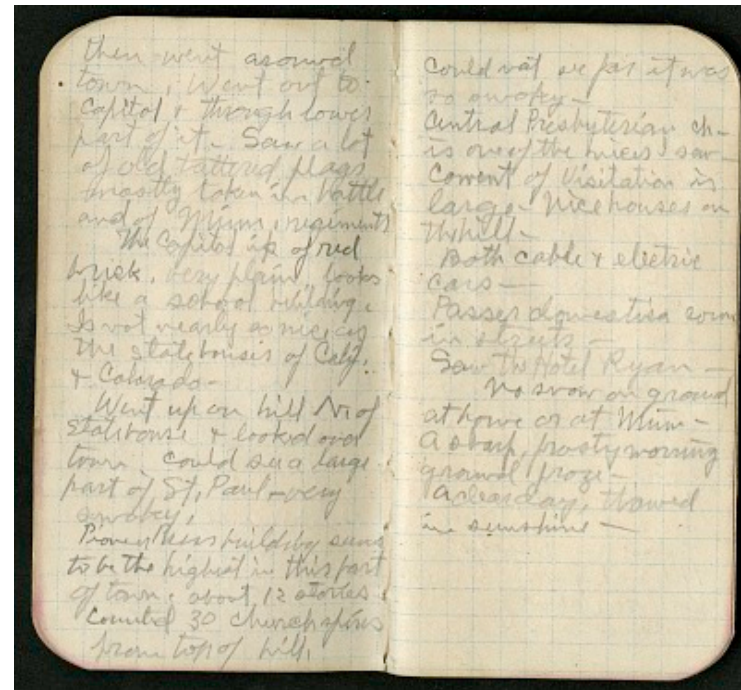 then went around
town. Went out to
Capitol & through lower
part of it. Saw a lot
of old tattered flags
mostly taken in battle
and of Minn. regiments
The Capitol is of red
brick, very plain, looks
like a school building.
Is not nearly as nice as
the statehouses of Calif.
& Colorado-
Went up on hill N. of
Statehouse & looked over
town. could see a large
part of St. Paul-very
smokey.
Pioneer Press building seems
to be the highest in this part
of town. about 12 stories.
Counted 30 church spires
from top of hill.
Could not see far it was
so smoky-
Central Presbyterian ch-
is one of the nices saw-
Convent of Visitation is
large- Nice houses on
the hill-
Both cable & electric
cars-
Passes domestica
in streets-
Saw the Hotel Ryan-
No snow on ground
at home or at Minn-
A sharp, frosty morning
ground froze-
A clear day, thawed
in sunshine-